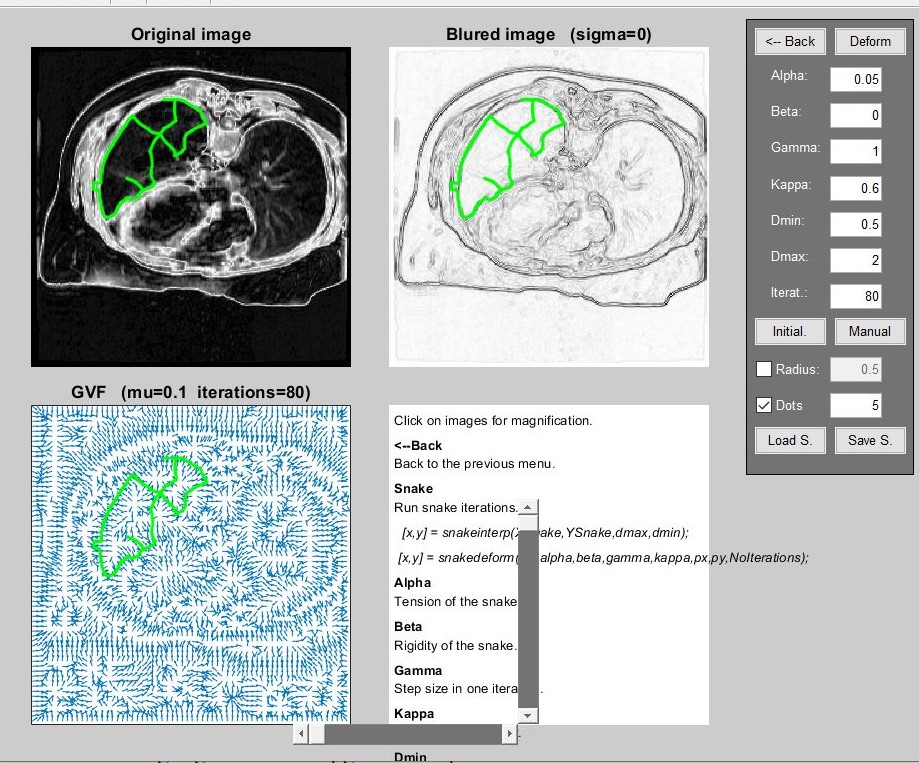 Original image
Blured image (sigma=0)
<-- Back
Deform
Alpha:
0.05
Beta:
0
Gamma:
1
Kappa:
0.6
Dmin:
0.5
Dmax:
2
Iterat.:
80
Initial.
Manual
Radius:
0.5
Dots
5
Load S.
Save S.
GVF (mu=0.1 iterations=80)
Click on images for magnification.
<--Back
Back to the previous menu.
Snake
Run snake iterations.
[x,y] = snakeinterp( ake,YSnake,dmax,dmin);
[x,y] = snakedeform( alpha,beta,gamma,kappa,px,py,NoIterations);
Alpha
Tension of the snake
Beta
Rigidity of the snake.
Gamma
Step size in one itera .
Kappa
Dmin